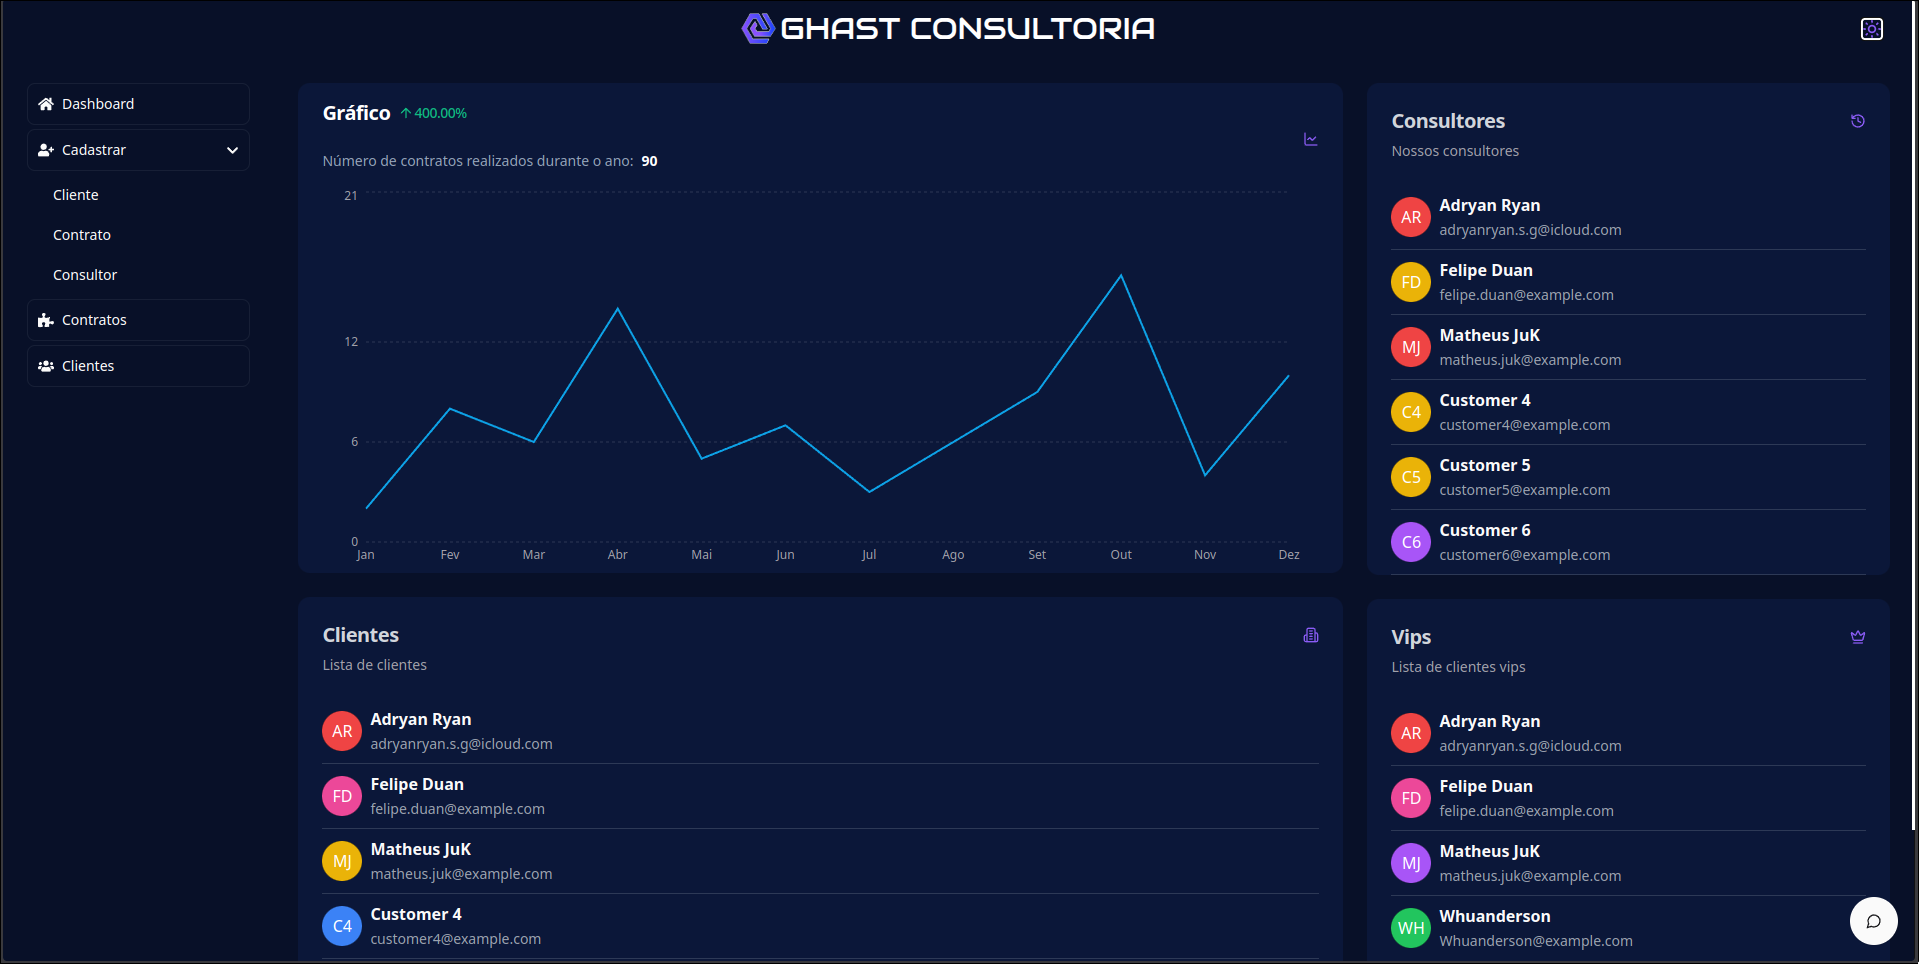 GHAST CONSULTORIA
Dashboard
Cadastrar
Cliente
Contrato
Consultor
Contratos
Clientes
Gráfico 400.00%
Número de contratos realizados durante o ano: 90
21
12
6
0
Jan Fev Mar Abr Mai Jun Jul Ago Set Out Nov Dez
Consultores
Nossos consultores
AR Adryan Ryan
adryanryan.s.g@icloud.com
FD Felipe Duan
felipe.duan@example.com
MJ Matheus JuK
matheus.juk@example.com
C4 Customer 4
customer4@example.com
C5 Customer 5
customer5@example.com
C6 Customer 6
customer6@example.com
Clientes
Lista de clientes
AR Adryan Ryan
adryanryan.s.g@icloud.com
FD Felipe Duan
felipe.duan@example.com
MJ Matheus JuK
matheus.juk@example.com
C4 Customer 4
customer4@example.com
Vips
Lista de clientes vips
AR Adryan Ryan
adryanryan.s.g@icloud.com
FD Felipe Duan
felipe.duan@example.com
MJ Matheus JuK
matheus.juk@example.com
WH Whuanderson
Whuanderson@example.com